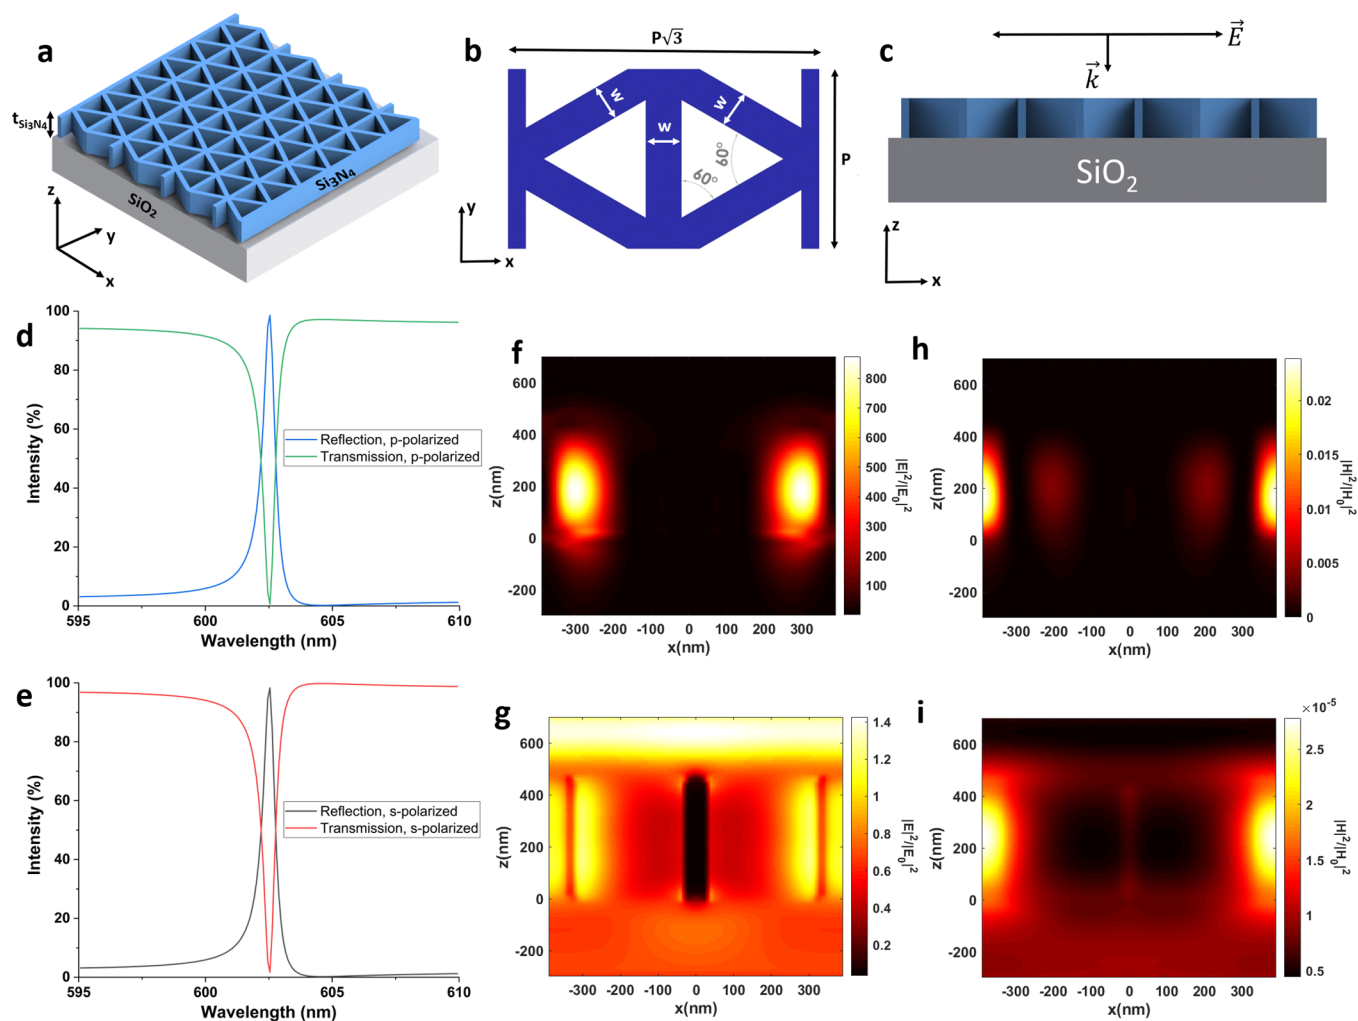 a
t_Si₃N₄
Si₃N₄
SiO₂
z
y
x
b
P√3
w
w
w
60°
60°
P
y
x
c
E⃗
k⃗
SiO₂
z
x
d
100
80
60
40
20
0
Intensity (%)
Reflection, p-polarized
Transmission, p-polarized
595 600 605 610
Wavelength (nm)
e
100
80
60
40
20
0
Intensity (%)
Reflection, s-polarized
Transmission, s-polarized
595 600 605 610
Wavelength (nm)
f
600
400
200
0
-200
z(nm)
-300 -200 -100 0 100 200 300
x(nm)
800
700
600
500
400
300
200
100
|E|²/|E₀|²
h
600
400
200
0
-200
z(nm)
-300 -200 -100 0 100 200 300
x(nm)
0.02
0.015
0.01
0.005
0
|H|²/|H₀|²
g
600
400
200
0
-200
z(nm)
-300 -200 -100 0 100 200 300
x(nm)
1.4
1.2
1
0.8
0.6
0.4
0.2
|E|²/|E₀|²
i
600
400
200
0
-200
z(nm)
-300 -200 -100 0 100 200 300
x(nm)
×10⁻⁵
2.5
2
1.5
1
0.5
|H|²/|H₀|²